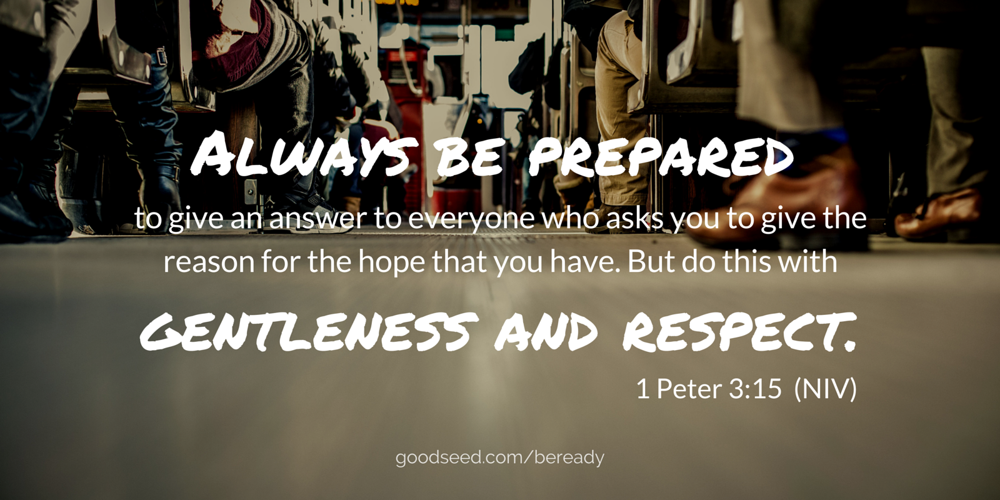 Always be prepared
to give an answer to everyone who asks you to give the
reason for the hope that you have. But do this with
gentleness and respect.
1 Peter 3:15 (NIV)
goodseed.com/beready